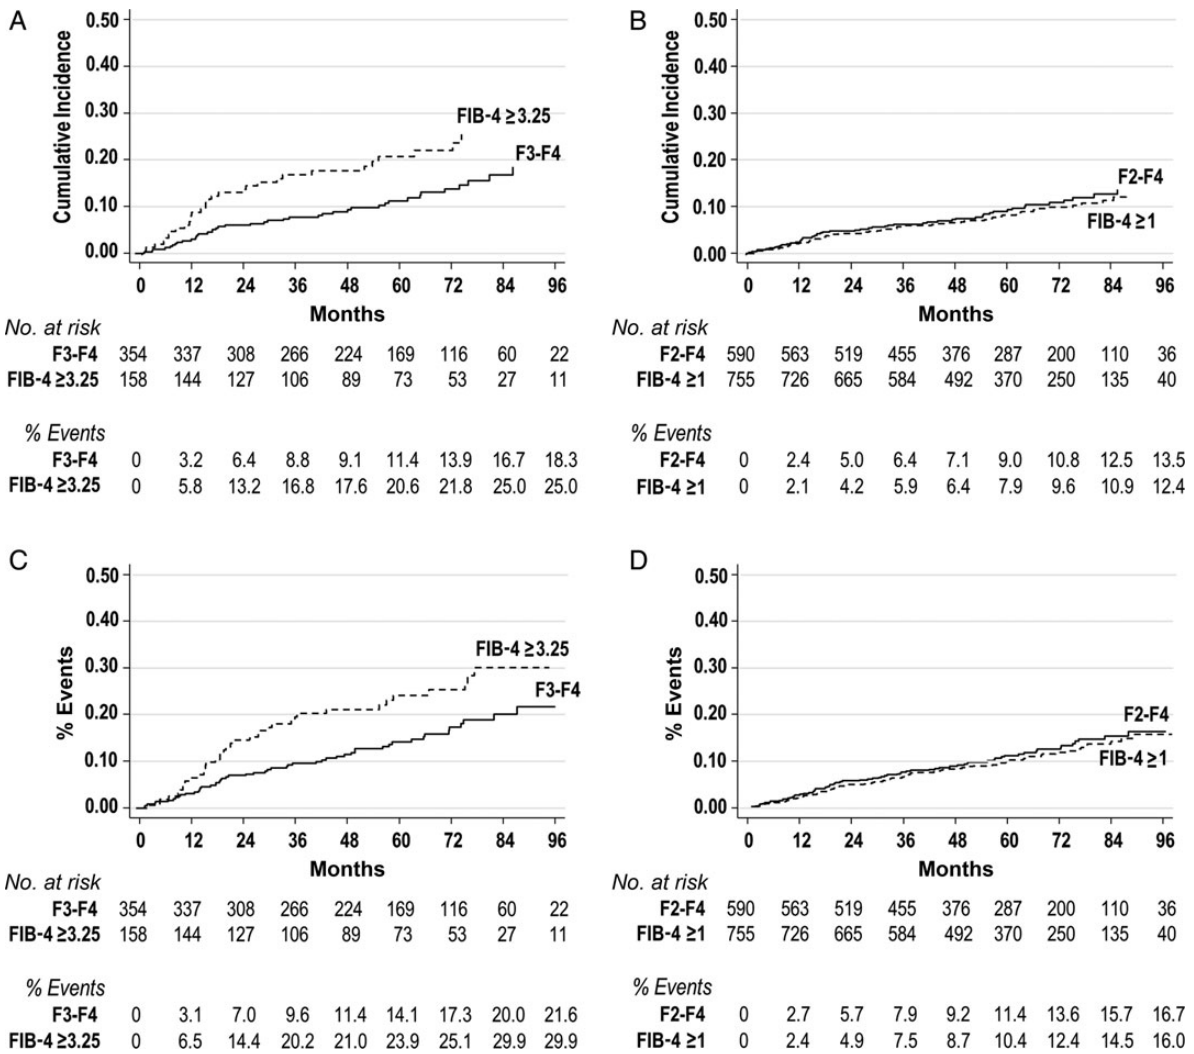 A
Cumulative Incidence
0.50
0.40
0.30
0.20
0.10
0.00
FIB-4 ≥3.25
F3-F4
0 12 24 36 48 60 72 84 96
Months
No. at risk
F3-F4 354 337 308 266 224 169 116 60 22
FIB-4 ≥3.25 158 144 127 106 89 73 53 27 11
% Events
F3-F4 0 3.2 6.4 8.8 9.1 11.4 13.9 16.7 18.3
FIB-4 ≥3.25 0 5.8 13.2 16.8 17.6 20.6 21.8 25.0 25.0
B
Cumulative Incidence
0.50
0.40
0.30
0.20
0.10
0.00
F2-F4
FIB-4 ≥1
0 12 24 36 48 60 72 84 96
Months
No. at risk
F2-F4 590 563 519 455 376 287 200 110 36
FIB-4 ≥1 755 726 665 584 492 370 250 135 40
% Events
F2-F4 0 2.4 5.0 6.4 7.1 9.0 10.8 12.5 13.5
FIB-4 ≥1 0 2.1 4.2 5.9 6.4 7.9 9.6 10.9 12.4
C
% Events
0.50
0.40
0.30
0.20
0.10
0.00
FIB-4 ≥3.25
F3-F4
0 12 24 36 48 60 72 84 96
Months
No. at risk
F3-F4 354 337 308 266 224 169 116 60 22
FIB-4 ≥3.25 158 144 127 106 89 73 53 27 11
% Events
F3-F4 0 3.1 7.0 9.6 11.4 14.1 17.3 20.0 21.6
FIB-4 ≥3.25 0 6.5 14.4 20.2 21.0 23.9 25.1 29.9 29.9
D
% Events
0.50
0.40
0.30
0.20
0.10
0.00
F2-F4
FIB-4 ≥1
0 12 24 36 48 60 72 84 96
Months
No. at risk
F2-F4 590 563 519 455 376 287 200 110 36
FIB-4 ≥1 755 726 665 584 492 370 250 135 40
% Events
F2-F4 0 2.7 5.7 7.9 9.2 11.4 13.6 15.7 16.7
FIB-4 ≥1 0 2.4 4.9 7.5 8.7 10.4 12.4 14.5 16.0